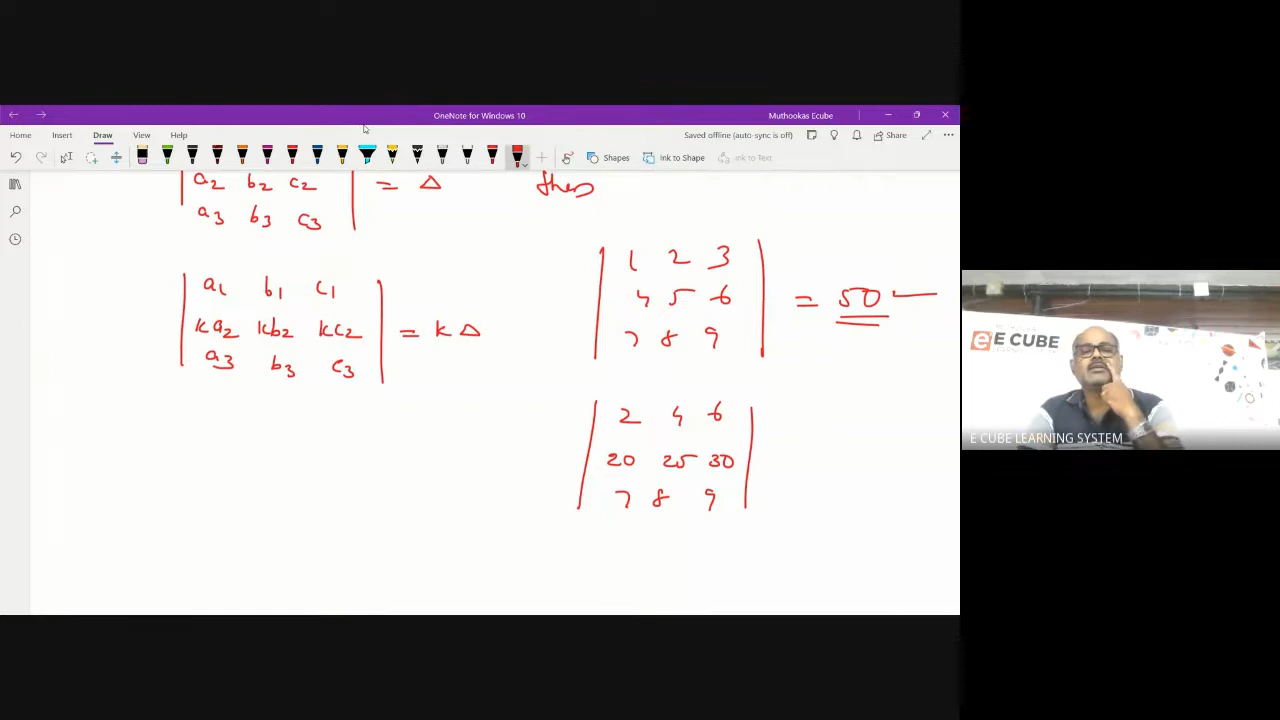 OneNote for Windows 10
Muthookas Ecube
Home Insert Draw View Help
Saved offline (auto-sync is off)
Share
Shapes
Ink to Shape
Ink to Text
a2 b2 c2 = Δ
a3 b3 c3
a1 b1 c1
ka2 kb2 kc2 = kΔ
a3 b3 c3
1 2 3
4 5 6 = 50
7 8 9
2 4 6
20 25 30
7 8 9
e E CUBE
E CUBE LEARNING SYSTEM